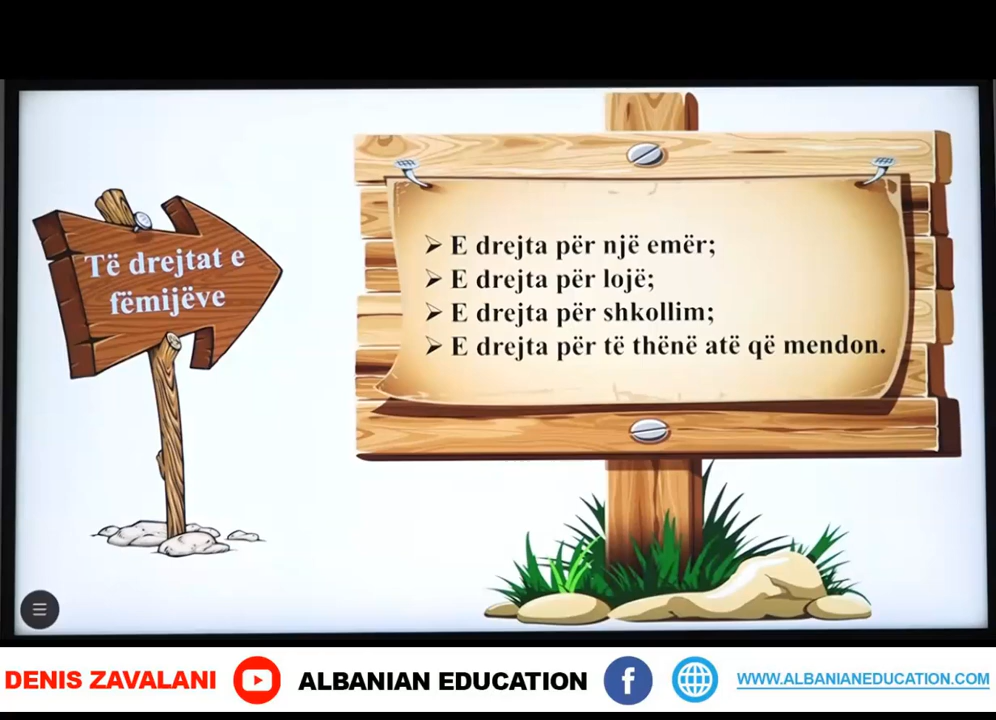 Të drejtat e
fëmijëve
➢ E drejta për një emër;
➢ E drejta për lojë;
➢ E drejta për shkollim;
➢ E drejta për të thënë atë që mendon.
DENIS ZAVALANI
ALBANIAN EDUCATION
WWW.ALBANIANEDUCATION.COM